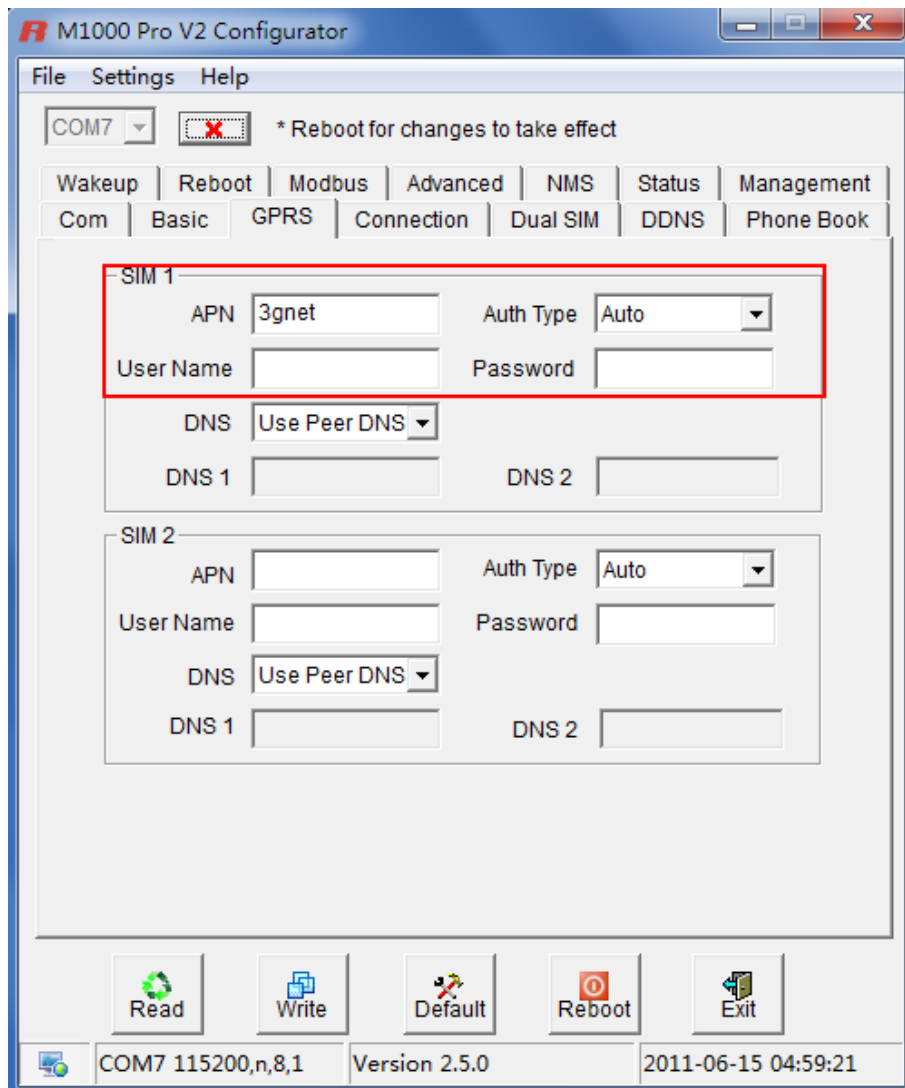 M1000 Pro V2 Configurator
File Settings Help
COM7 * Reboot for changes to take effect
Wakeup Reboot Modbus Advanced NMS Status Management
Com Basic GPRS Connection Dual SIM DDNS Phone Book
SIM 1
APN 3gnet Auth Type Auto
User Name Password
DNS Use Peer DNS
DNS 1 DNS 2
SIM 2
APN Auth Type Auto
User Name Password
DNS Use Peer DNS
DNS 1 DNS 2
Read Write Default Reboot Exit
COM7 115200,n,8,1 Version 2.5.0 2011-06-15 04:59:21